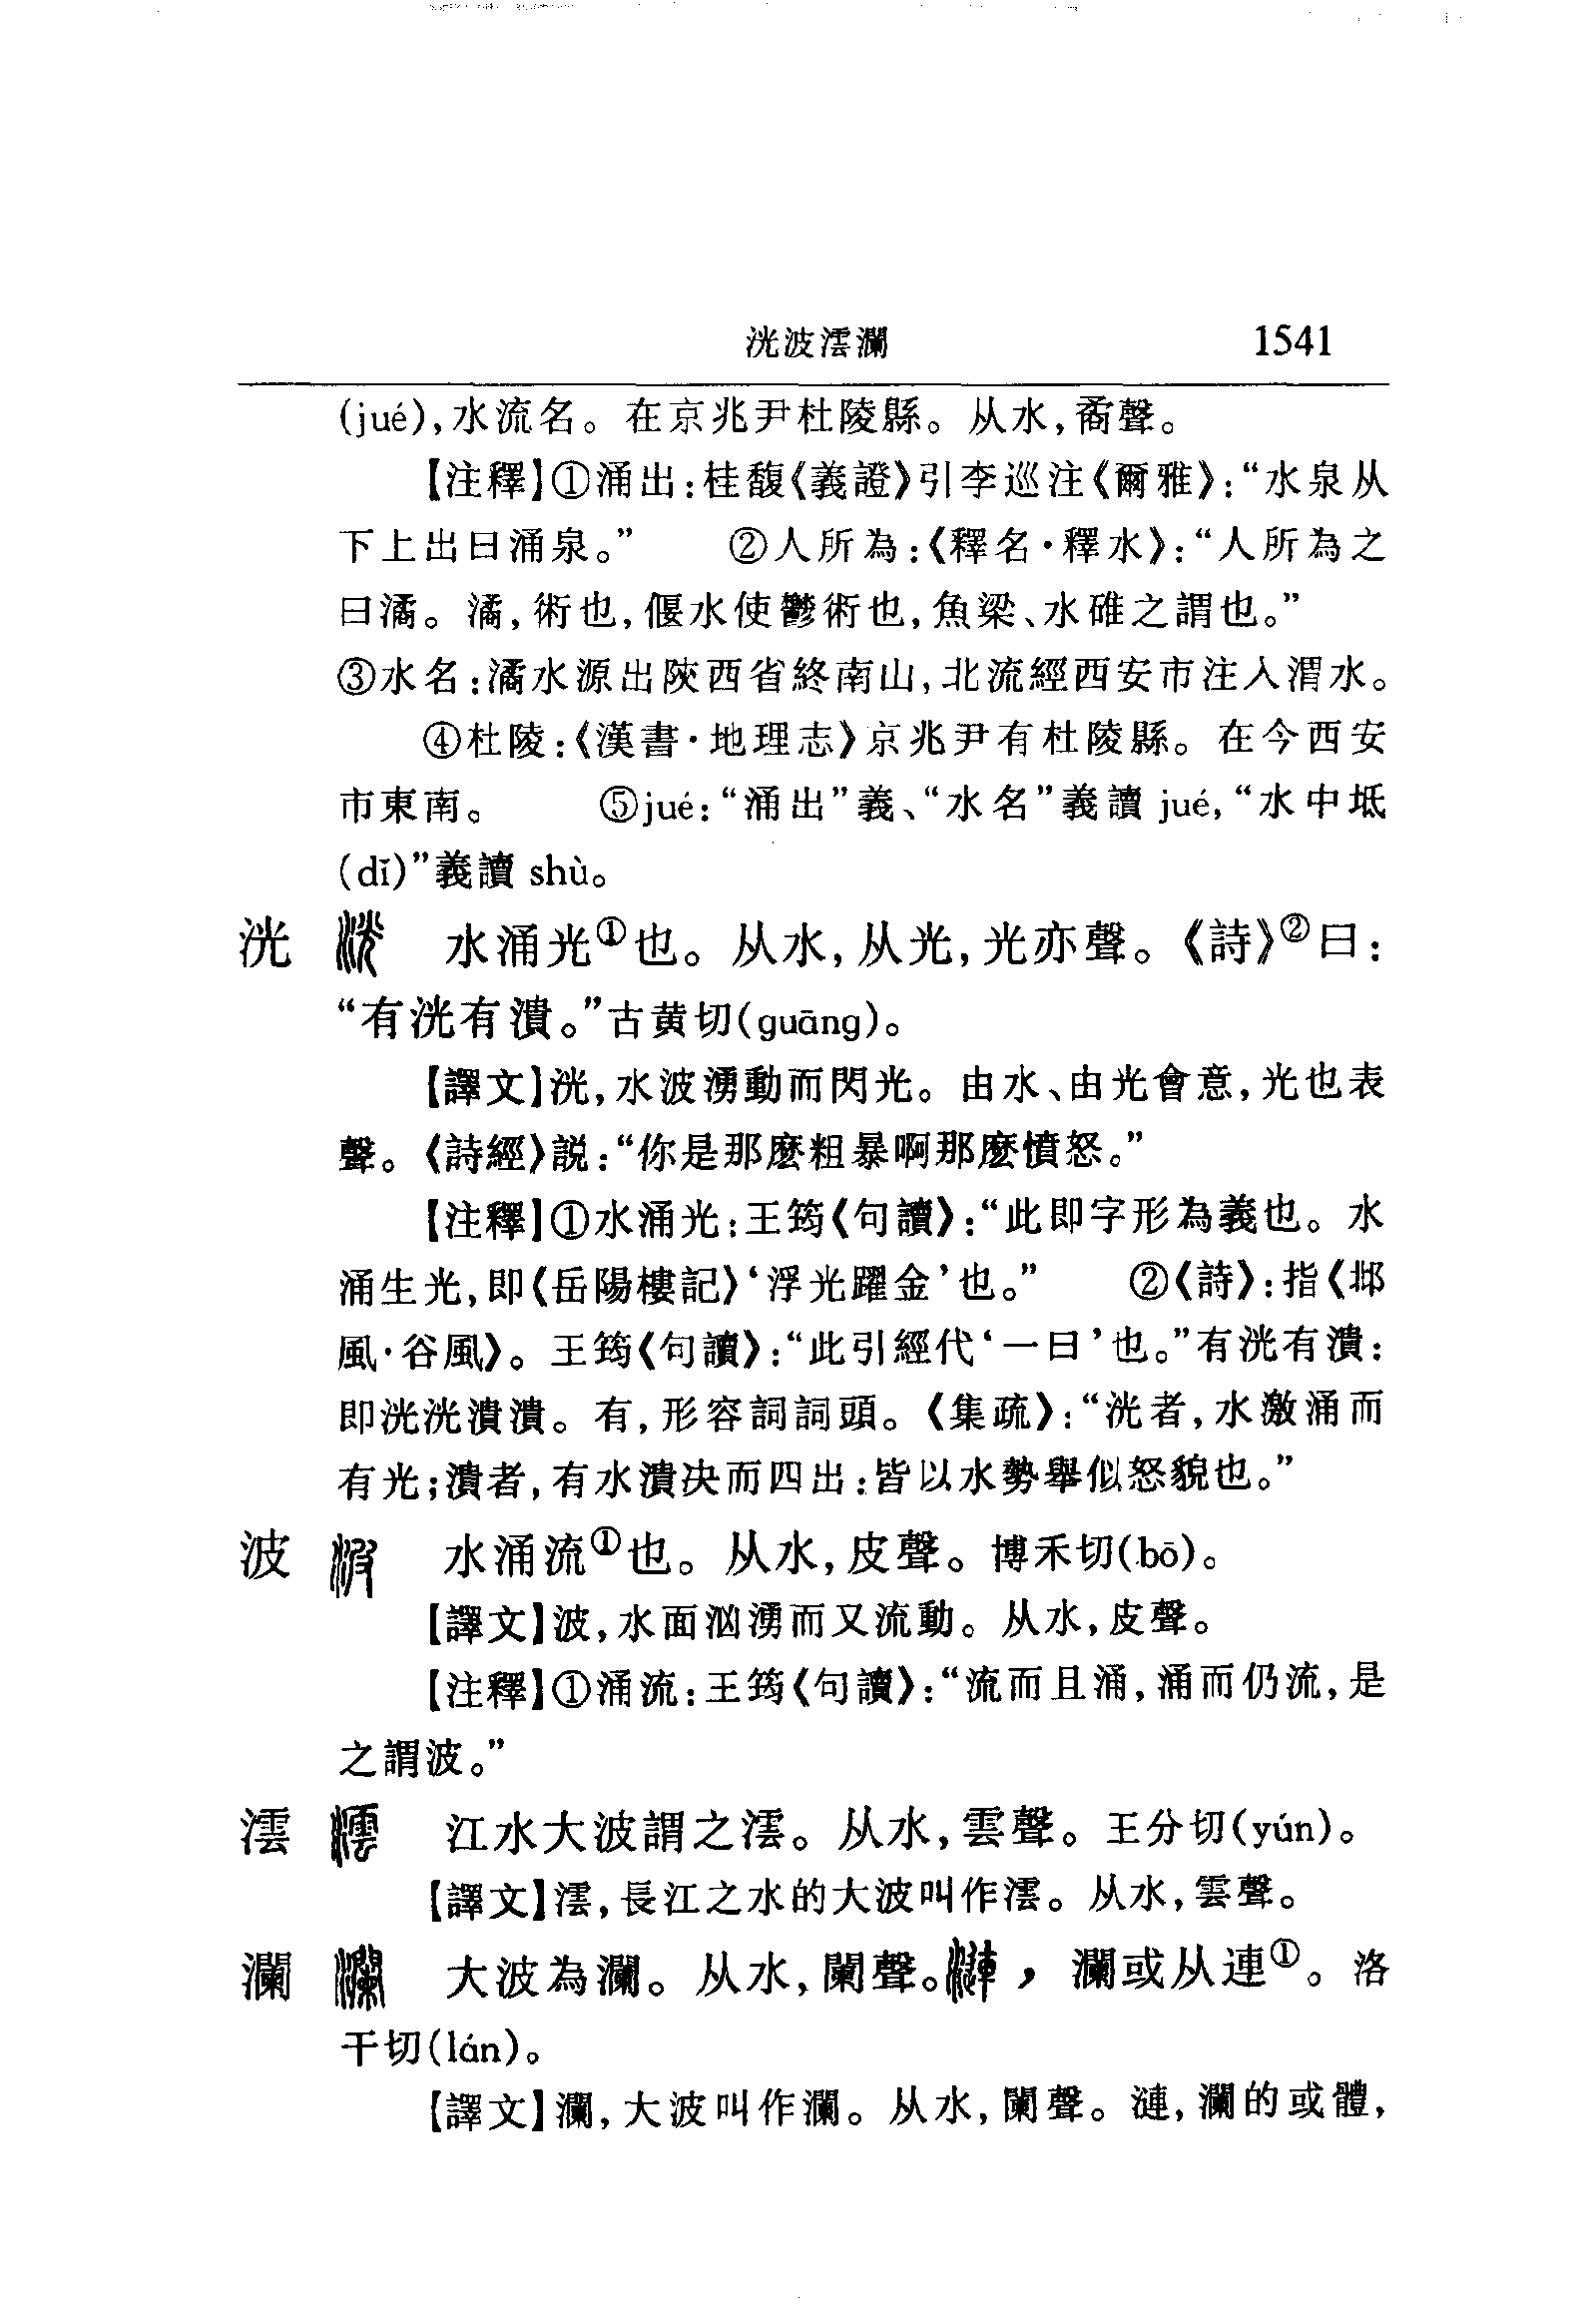 洸波澐瀾 1541
(jué),水流名。在京兆尹杜陵縣。从水,矞聲。
【注釋】①涌出:桂馥《義證》引李巡注《爾雅》:“水泉从
下上出曰涌泉。” ②人所為:《釋名·釋水》:“人所為之
曰潏。潏,術也,偃水使鬱術也,魚梁、水碓之謂也。”
③水名:潏水源出陝西省終南山,北流經西安市注入渭水。
④杜陵:《漢書·地理志》京兆尹有杜陵縣。在今西安
市東南。 ⑤jué:“涌出”義、“水名”義讀 jué,“水中坻
(dǐ)”義讀 shù。
洸 水涌光①也。从水,从光,光亦聲。《詩》②曰:
“有洸有潰。”古黄切(guāng)。
【譯文】洸,水波湧動而閃光。由水、由光會意,光也表
聲。《詩經》説:“你是那麽粗暴啊那麽憤怒。”
【注釋】①水涌光:王筠《句讀》:“此即字形為義也。水
涌生光,即《岳陽樓記》‘浮光躍金’也。” ②《詩》:指《邶
風·谷風》。王筠《句讀》:“此引經代‘一曰’也。”有洸有潰:
即洸洸潰潰。有,形容詞詞頭。《集疏》:“洸者,水激涌而
有光;潰者,有水潰决而四出:皆以水勢舉似怒貌也。”
波 水涌流①也。从水,皮聲。博禾切(bō)。
【譯文】波,水面汹湧而又流動。从水,皮聲。
【注釋】①涌流:王筠《句讀》:“流而且涌,涌而仍流,是
之謂波。”
澐 江水大波謂之澐。从水,雲聲。王分切(yún)。
【譯文】澐,長江之水的大波叫作澐。从水,雲聲。
瀾 大波為瀾。从水,闌聲。漣,瀾或从連①。洛
干切(lán)。
【譯文】瀾,大波叫作瀾。从水,闌聲。漣,瀾的或體,